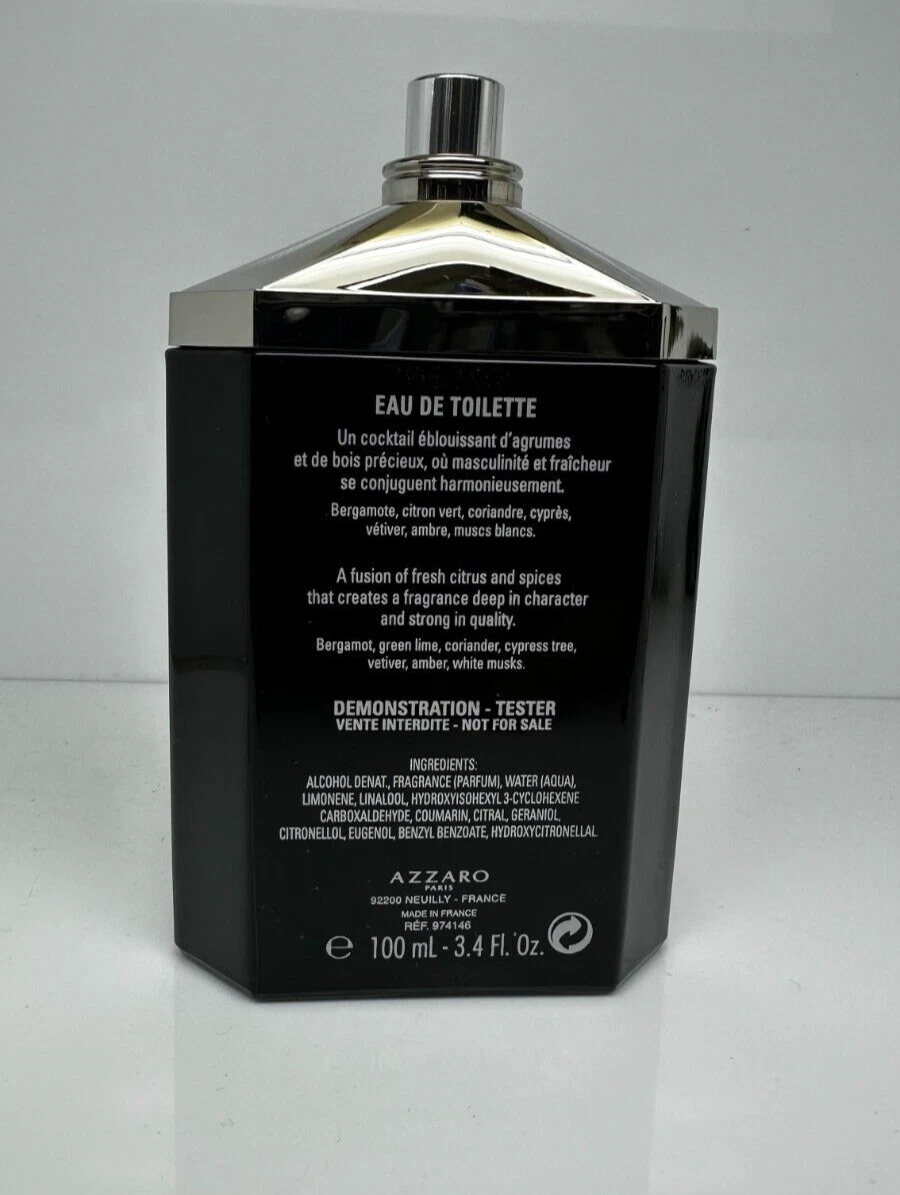 EAU DE TOILETTE
Un cocktail éblouissant d'agrumes
et de bois précieux, où masculinité et fraîcheur
se conjuguent harmonieusement.
Bergamote, citron vert, coriandre, cyprès,
vétiver, ambre, muscs blancs.
A fusion of fresh citrus and spices
that creates a fragrance deep in character
and strong in quality.
Bergamot, green lime, coriander, cypress tree,
vetiver, amber, white musks.
DEMONSTRATION - TESTER
VENTE INTERDITE - NOT FOR SALE
INGREDIENTS:
ALCOHOL DENAT., FRAGRANCE (PARFUM), WATER (AQUA),
LIMONENE, LINALOOL, HYDROXYISOHEXYL 3-CYCLOHEXENE
CARBOXALDEHYDE, COUMARIN, CITRAL, GERANIOL,
CITRONELLOL, EUGENOL, BENZYL BENZOATE, HYDROXYCITRONELLAL
AZZARO
PARIS
92200 NEUILLY - FRANCE
MADE IN FRANCE
RÉF. 974146
℮ 100 mL - 3.4 Fl. Oz.